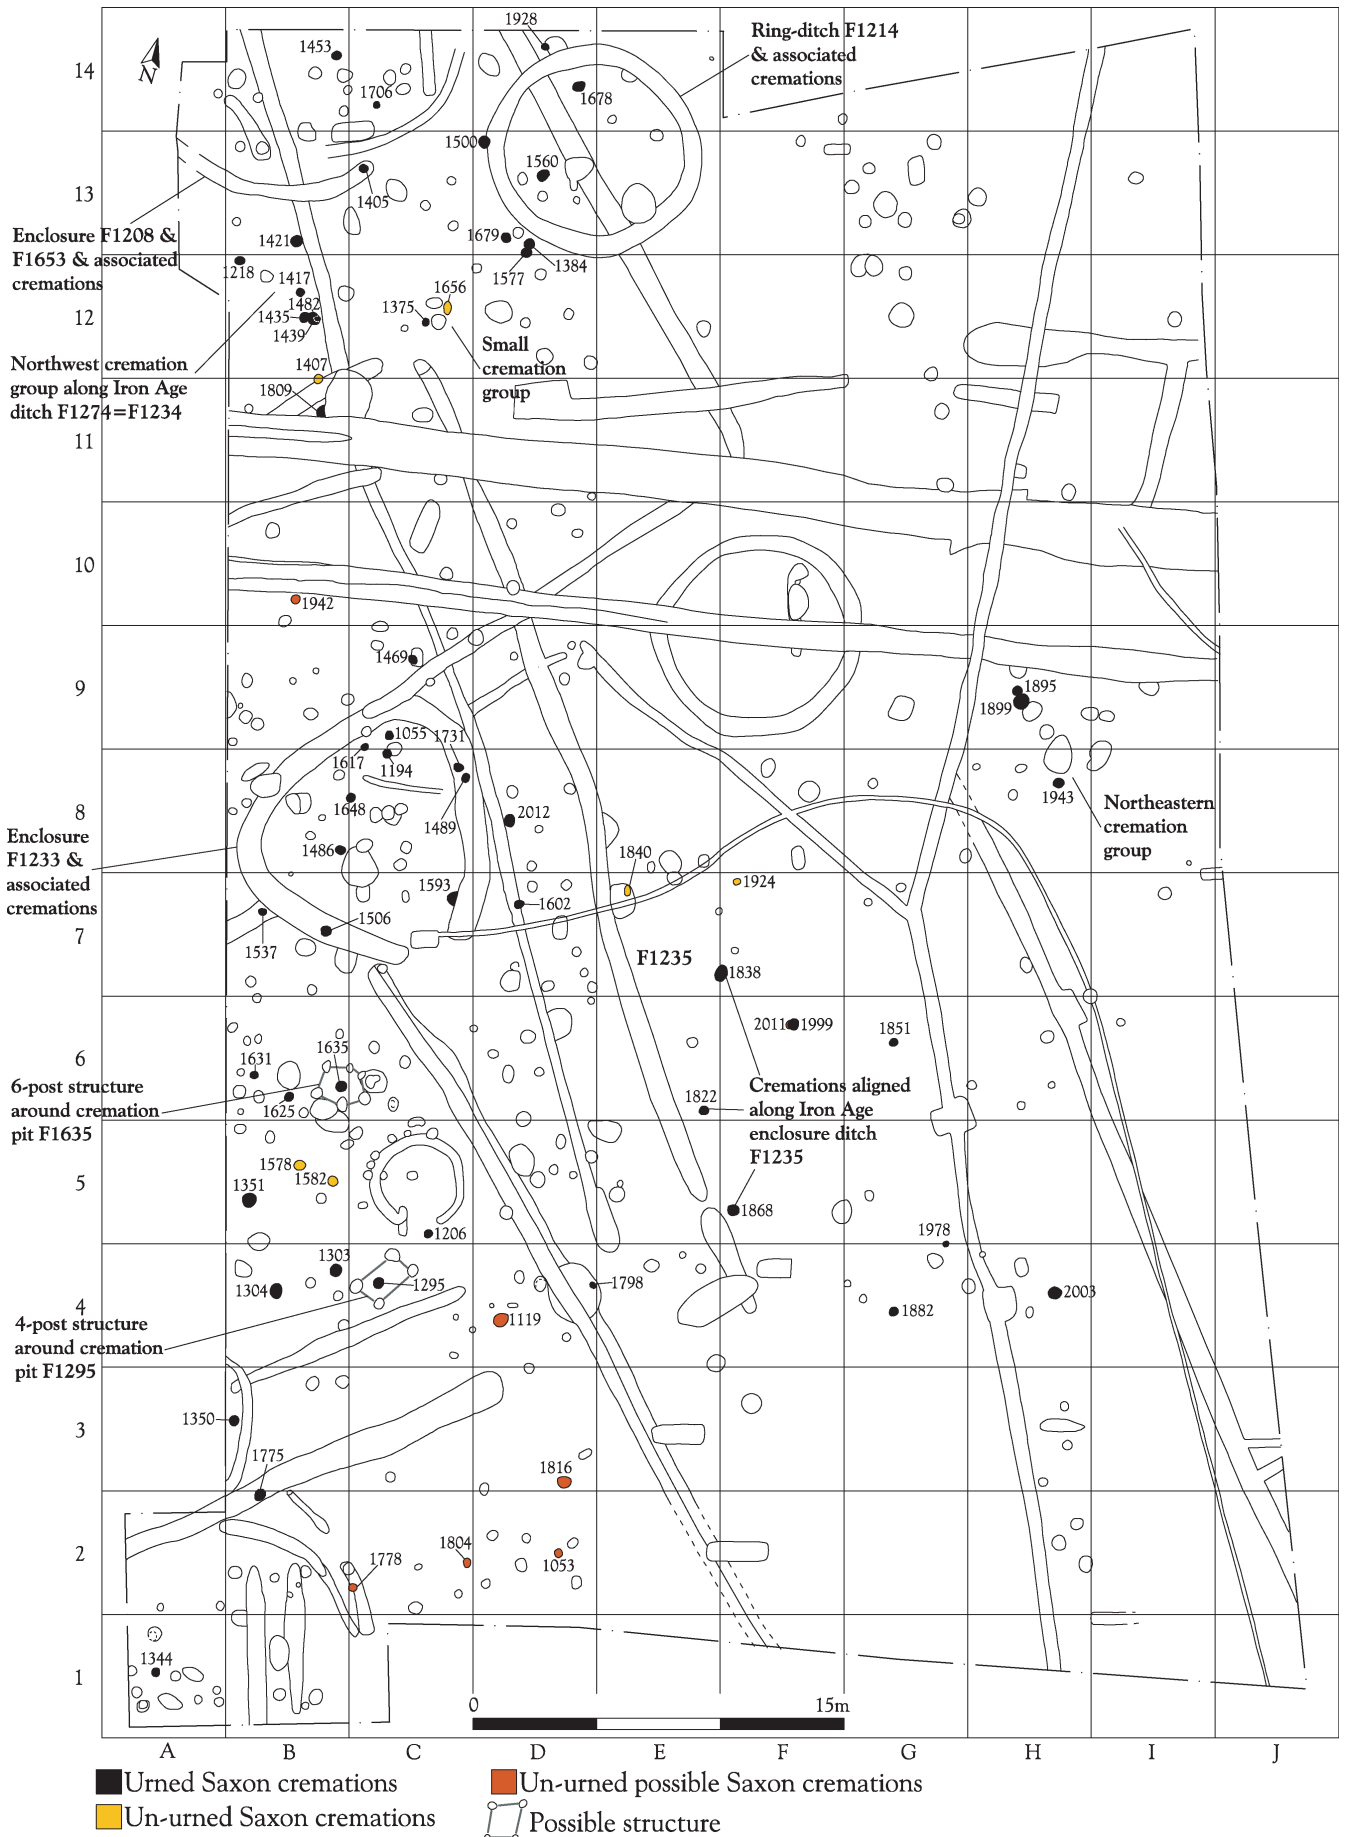 1928
Ring-ditch F1214
& associated
cremations
N
14
1453
1706
1678
1500
1560
13
1405
Enclosure F1208 &
F1653 & associated
cremations
1421
1679
1577
1384
1218
1417
1482
1435
1439
1656
1375
12
Small
cremation
group
Northwest cremation
group along Iron Age
ditch F1274=F1234
1407
1809
11
10
1942
1469
9
1895
1899
1055
1731
1617
1194
1943
Northeastern
cremation
group
1648
1489
2012
8
Enclosure
F1233 &
associated
cremations
1486
1840
1924
1593
1602
1506
1537
7
F1235
1838
2011
1999
1851
6
1635
1631
1625
6-post structure
around cremation
pit F1635
1822
Cremations aligned
along Iron Age
enclosure ditch
F1235
1578
1582
1351
5
1868
1206
1978
1303
1304
1295
1798
2003
1882
4
1119
4-post structure
around cremation
pit F1295
1350
3
1775
1816
2
1804
1053
1778
1344
1
0
15m
A
B
C
D
E
F
G
H
I
J
Urned Saxon cremations
Un-urned possible Saxon cremations
Un-urned Saxon cremations
Possible structure